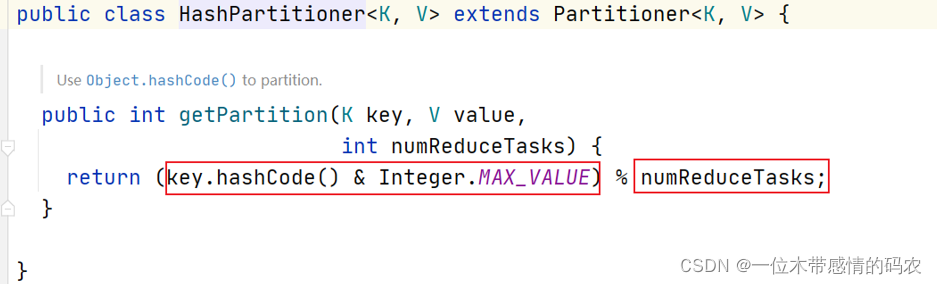 public class HashPartitioner<K, V> extends Partitioner<K, V> {
Use Object.hashCode() to partition.
public int getPartition(K key, V value,
int numReduceTasks) {
return (key.hashCode() & Integer.MAX_VALUE) % numReduceTasks;
}
}
CSDN @一位木带感情的码农